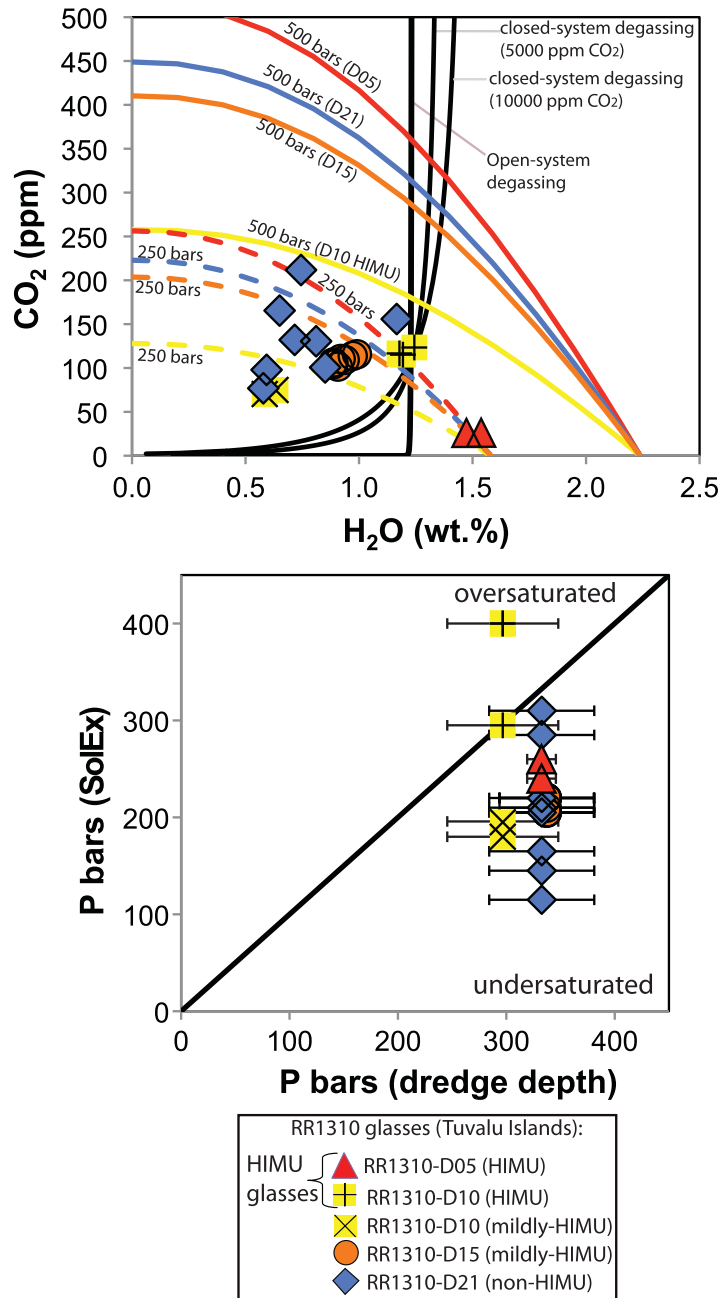 500
450
400
350
300
250
200
150
100
50
0
CO₂ (ppm)
0.0
0.5
1.0
1.5
2.0
2.5
H₂O (wt.%)
500 bars (D05)
500 bars (D21)
500 bars (D15)
500 bars (D10 HIMU)
250 bars
250 bars
250 bars
250 bars
closed-system degassing
(5000 ppm CO₂)
closed-system degassing
(10000 ppm CO₂)
Open-system
degassing
oversaturated
undersaturated
400
300
200
100
0
P bars (SolEx)
0
100
200
300
400
P bars (dredge depth)
RR1310 glasses (Tuvalu Islands):
HIMU
glasses
RR1310-D05 (HIMU)
RR1310-D10 (HIMU)
RR1310-D10 (mildly-HIMU)
RR1310-D15 (mildly-HIMU)
RR1310-D21 (non-HIMU)